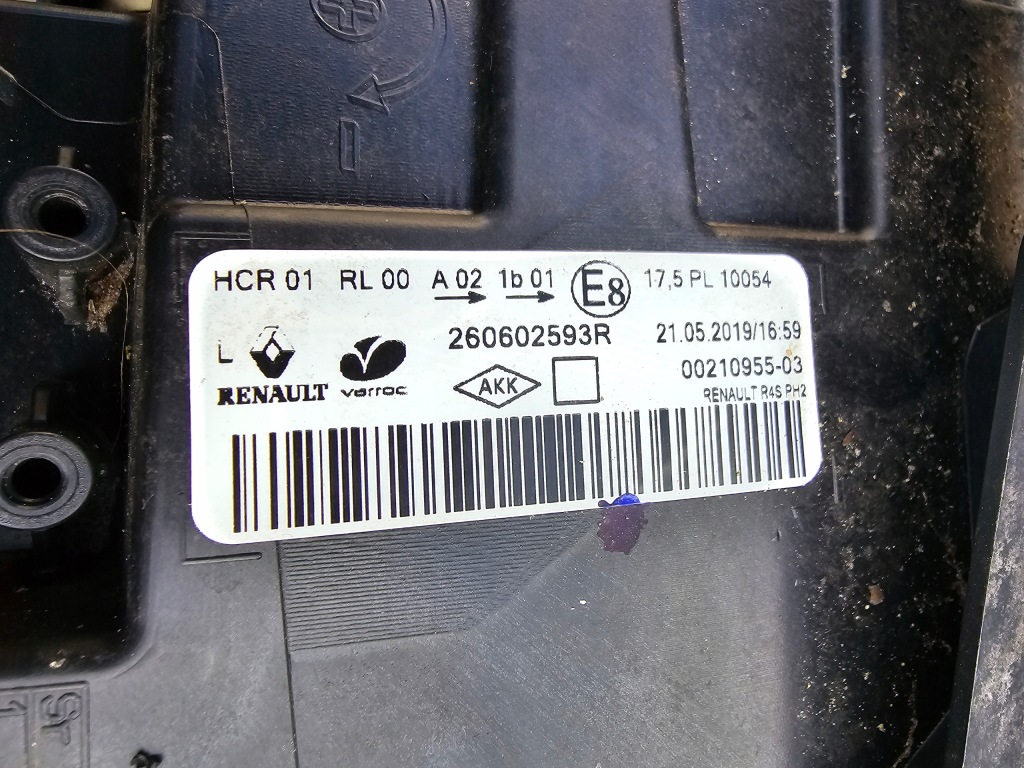 HCR 01 RL 00 A 02 1b 01 E8 17,5 PL 10054
260602593R 21.05.2019/16:59
L
RENAULT varroc AKK 00210955-03
RENAULT R4S PH2